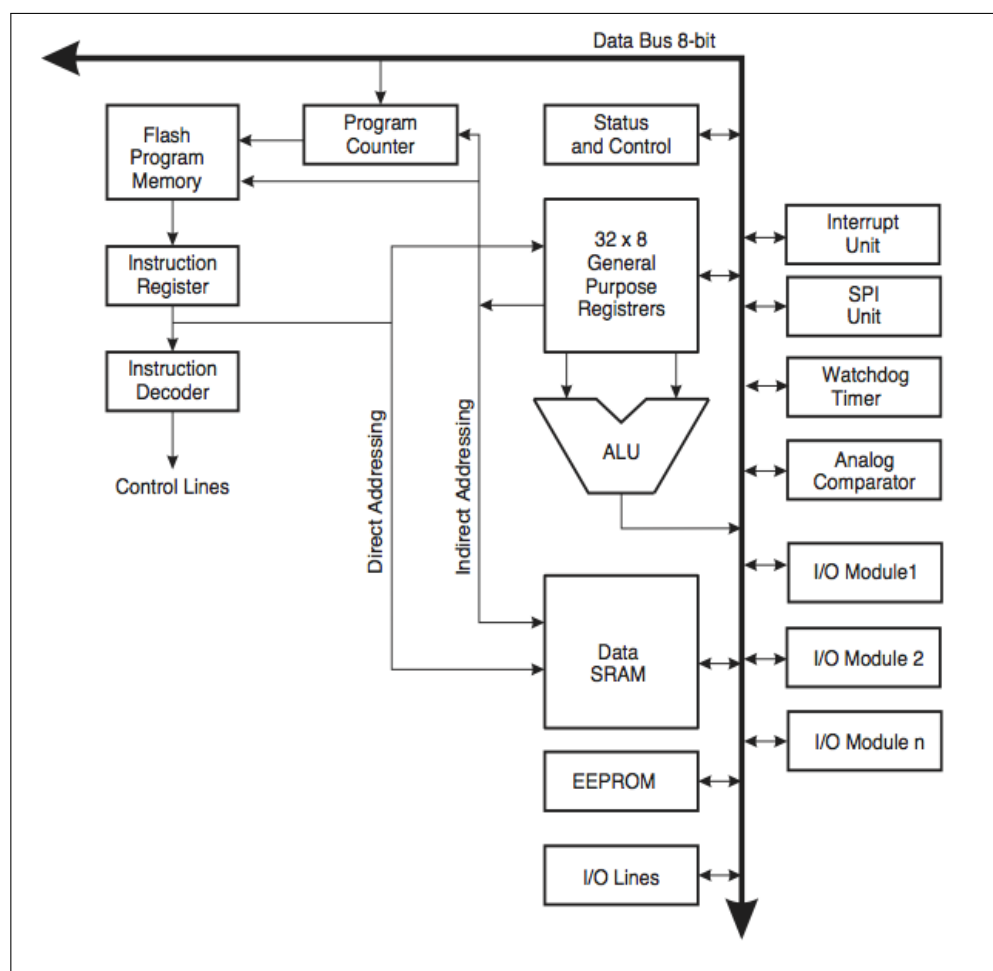 Data Bus 8-bit
Flash
Program
Memory
Program
Counter
Status
and Control
Instruction
Register
32 x 8
General
Purpose
Registrers
Interrupt
Unit
SPI
Unit
Instruction
Decoder
Watchdog
Timer
ALU
Analog
Comparator
Control Lines
Direct Addressing
Indirect Addressing
I/O Module1
Data
SRAM
I/O Module 2
I/O Module n
EEPROM
I/O Lines